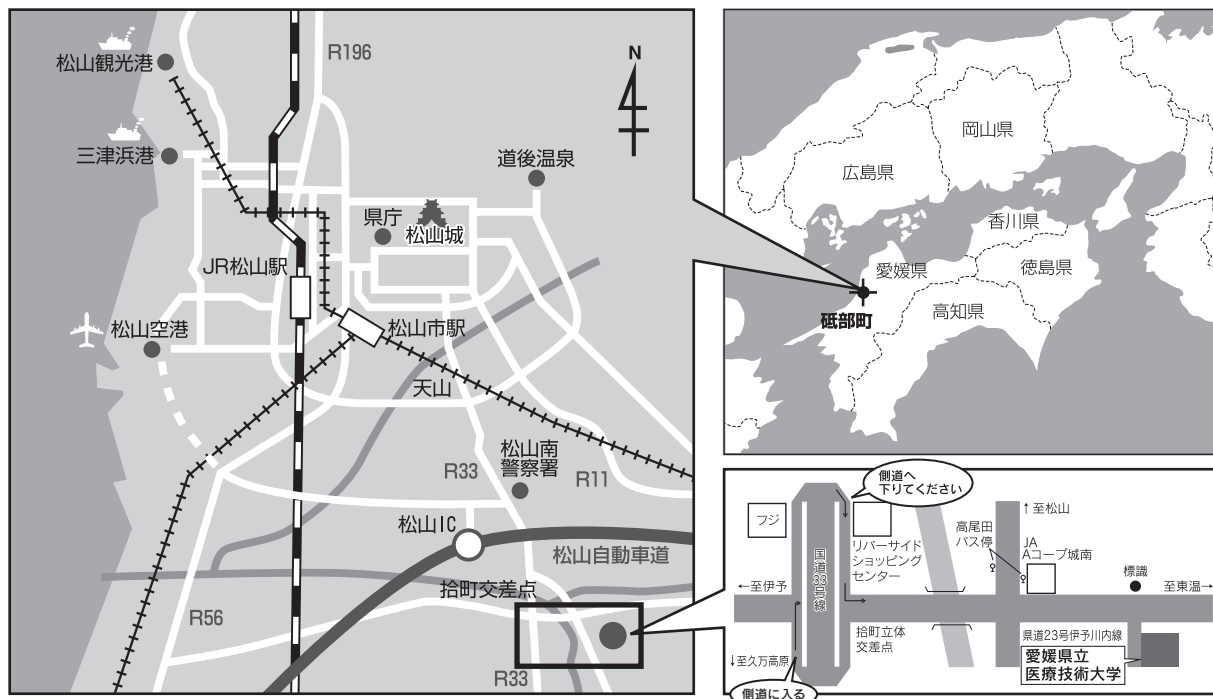 松山観光港
R196
N
三津浜港
道後温泉
県庁
松山城
JR松山駅
松山空港
松山市駅
天山
松山南
警察署
R33
R11
松山IC
松山自動車道
拾町交差点
R56
R33
岡山県
広島県
香川県
愛媛県
徳島県
高知県
砥部町
側道へ
下りてください
フジ
国道33号線
リバーサイド
ショッピング
センター
↑至松山
高尾田
バス停
JA
Aコープ城南
標識
←至伊予
至東温→
拾町立体
交差点
県道23号伊予川内線
↓至久万高原
愛媛県立
医療技術大学
側道に入る